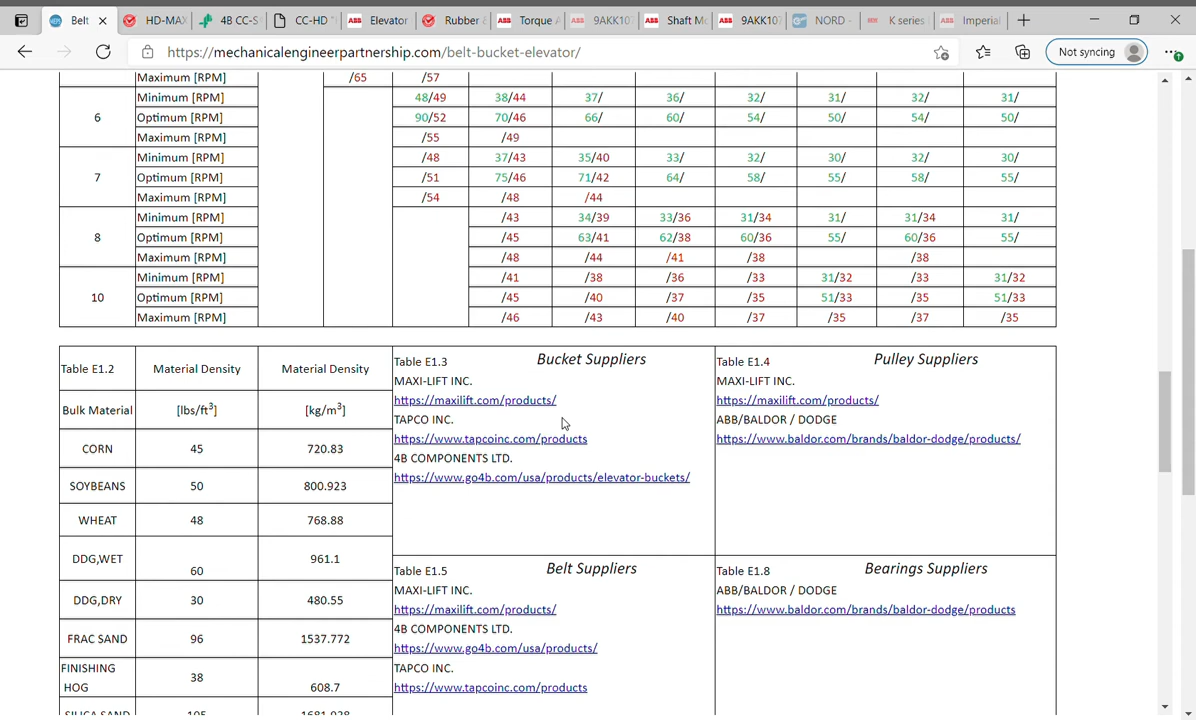 Belt
HD-MAX
4B CC-S
CC-HD
ABB Elevator
Rubber &
ABB Torque A
ABB 9AKK10
ABB Shaft Mo
ABB 9AKK10
NORD -
K series
ABB Imperial
https://mechanicalengineerpartnership.com/belt-bucket-elevator/
Not syncing
Maximum [RPM] /65 /57
Minimum [RPM] 48/49 38/44 37/ 36/ 32/ 31/ 32/ 31/
6 Optimum [RPM] 90/52 70/46 66/ 60/ 54/ 50/ 54/ 50/
Maximum [RPM] /55 /49
Minimum [RPM] /48 37/43 35/40 33/ 32/ 30/ 32/ 30/
7 Optimum [RPM] /51 75/46 71/42 64/ 58/ 55/ 58/ 55/
Maximum [RPM] /54 /48 /44
Minimum [RPM] /43 34/39 33/36 31/34 31/ 31/34 31/
8 Optimum [RPM] /45 63/41 62/38 60/36 55/ 60/36 55/
Maximum [RPM] /48 /44 /41 /38 /38
Minimum [RPM] /41 /38 /36 /33 31/32 /33 31/32
10 Optimum [RPM] /45 /40 /37 /35 51/33 /35 51/33
Maximum [RPM] /46 /43 /40 /37 /35 /37 /35
Table E1.2 Material Density Material Density
Bulk Material [lbs/ft3] [kg/m3]
CORN 45 720.83
SOYBEANS 50 800.923
WHEAT 48 768.88
DDG,WET 60 961.1
DDG,DRY 30 480.55
FRAC SAND 96 1537.772
FINISHING
HOG 38 608.7
SILICA SAND 105 1681.938
Table E1.3 Bucket Suppliers
MAXI-LIFT INC.
https://maxilift.com/products/
TAPCO INC.
https://www.tapcoinc.com/products
4B COMPONENTS LTD.
https://www.go4b.com/usa/products/elevator-buckets/
Table E1.4 Pulley Suppliers
MAXI-LIFT INC.
https://maxilift.com/products/
ABB/BALDOR / DODGE
https://www.baldor.com/brands/baldor-dodge/products/
Table E1.5 Belt Suppliers
MAXI-LIFT INC.
https://maxilift.com/products/
4B COMPONENTS LTD.
https://www.go4b.com/usa/products/
TAPCO INC.
https://www.tapcoinc.com/products
Table E1.8 Bearings Suppliers
ABB/BALDOR / DODGE
https://www.baldor.com/brands/baldor-dodge/products